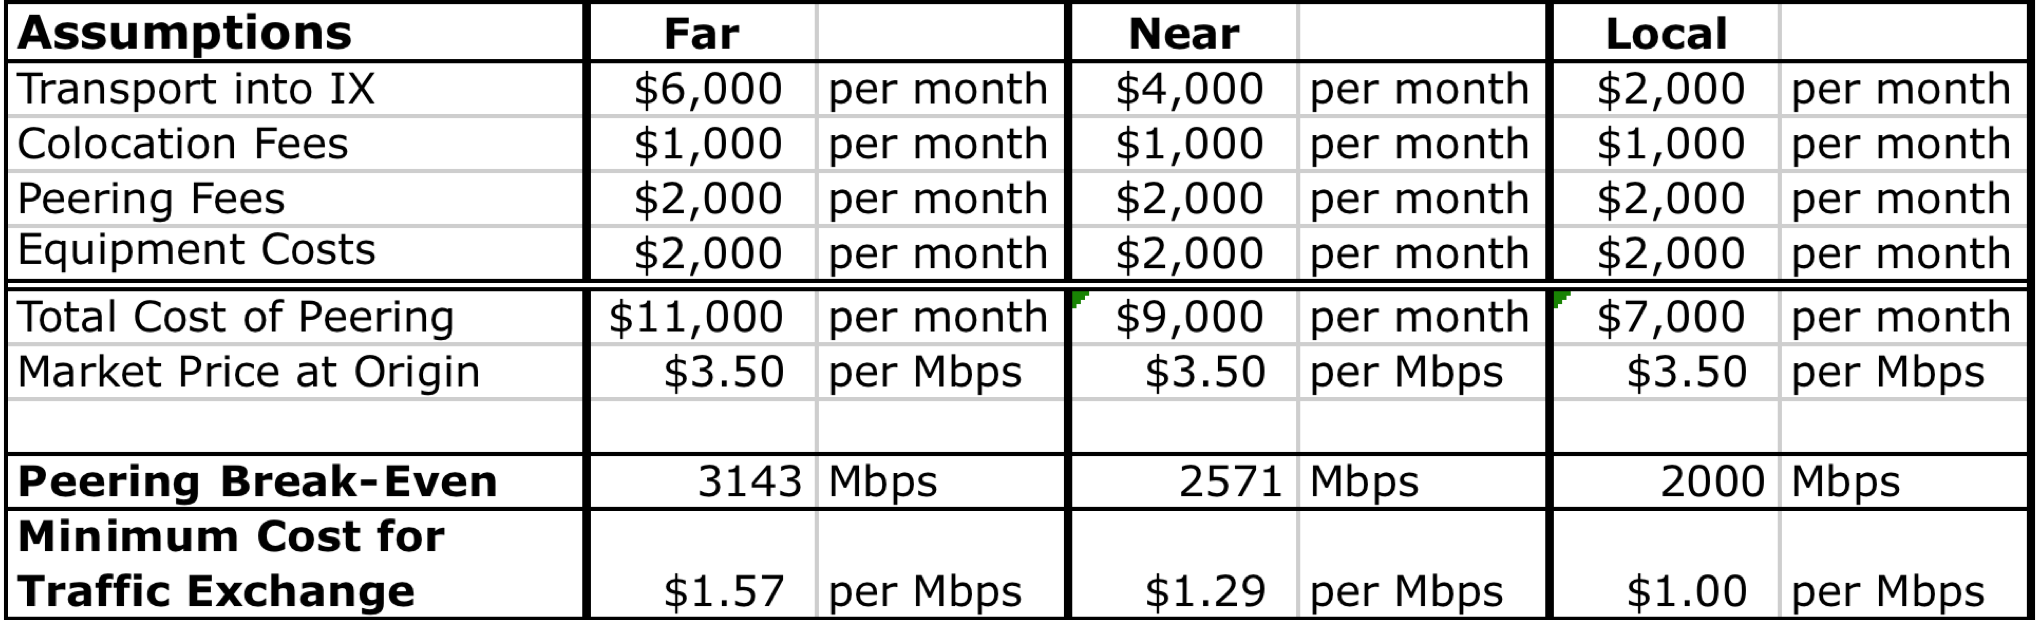 Assumptions Far Near Local
Transport into IX $6,000 per month $4,000 per month $2,000 per month
Colocation Fees $1,000 per month $1,000 per month $1,000 per month
Peering Fees $2,000 per month $2,000 per month $2,000 per month
Equipment Costs $2,000 per month $2,000 per month $2,000 per month
Total Cost of Peering $11,000 per month $9,000 per month $7,000 per month
Market Price at Origin $3.50 per Mbps $3.50 per Mbps $3.50 per Mbps
Peering Break-Even 3143 Mbps 2571 Mbps 2000 Mbps
Minimum Cost for
Traffic Exchange $1.57 per Mbps $1.29 per Mbps $1.00 per Mbps